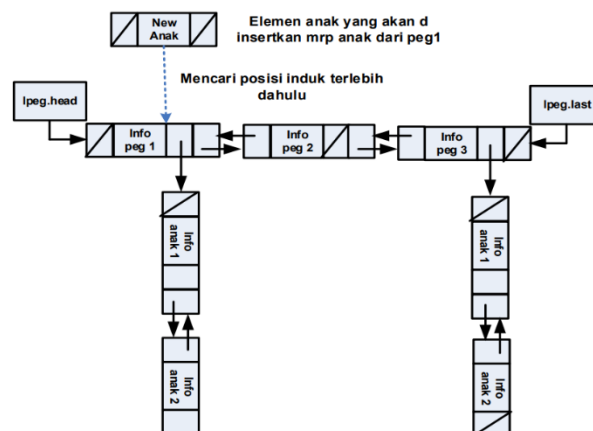 New
Anak
Elemen anak yang akan d
insertkan mrp anak dari peg1
Mencari posisi induk terlebih
dahulu
lpeg.head
lpeg.last
Info
peg 1
Info
peg 2
Info
peg 3
Info
anak 1
Info
anak 1
Info
anak 2
Info
anak 2